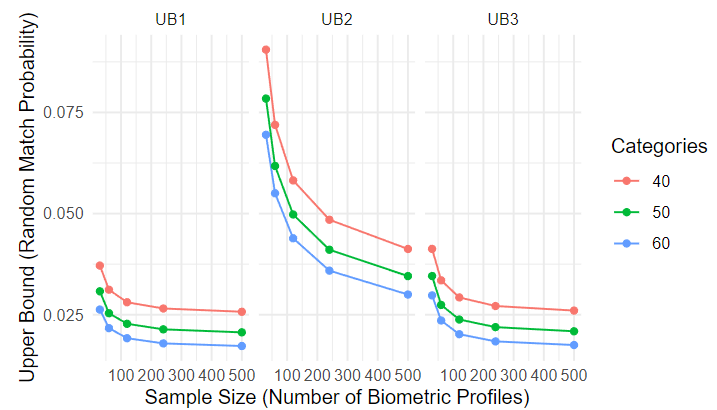 UB1 UB2 UB3
Upper Bound (Random Match Probability)
0.075
0.050
0.025
100 200 300 400 500 100 200 300 400 500 100 200 300 400 500
Sample Size (Number of Biometric Profiles)
Categories
40
50
60